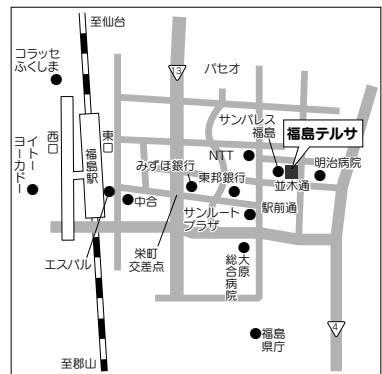 至仙台
コラッセ
ふくしま
13
パセオ
サンパレス
福島
福島テルサ
NTT
明治病院
並木通
西口
東口
福島駅
イトー
ヨーカドー
みずほ銀行
東邦銀行
中合
サンルート
プラザ
駅前通
エスパル
栄町
交差点
大原
総合病院
4
福島
県庁
至郡山